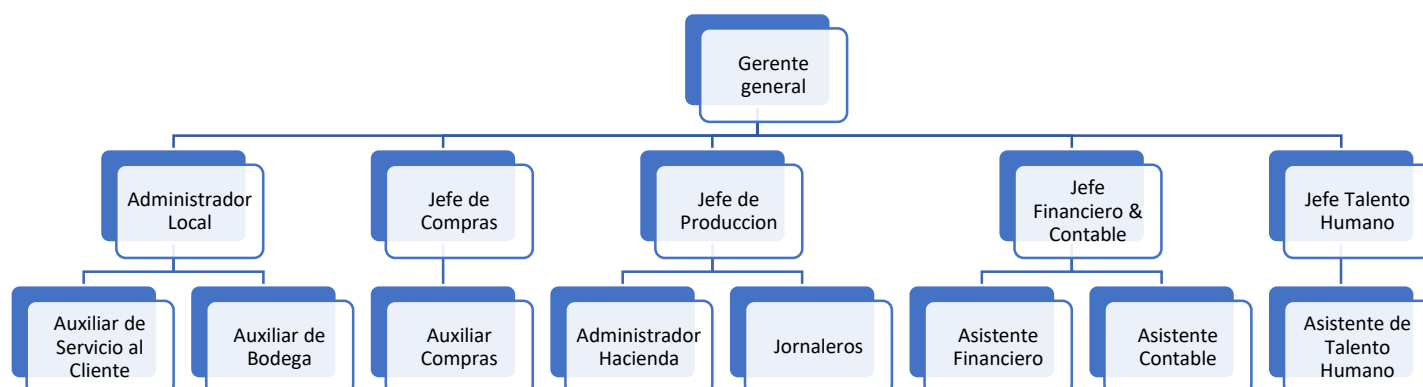 Gerente
general
Administrador
Local
Jefe de
Compras
Jefe de
Produccion
Jefe
Financiero &
Contable
Jefe Talento
Humano
Auxiliar de
Servicio al
Cliente
Auxiliar de
Bodega
Auxiliar
Compras
Administrador
Hacienda
Jornaleros
Asistente
Financiero
Asistente
Contable
Asistente de
Talento
Humano